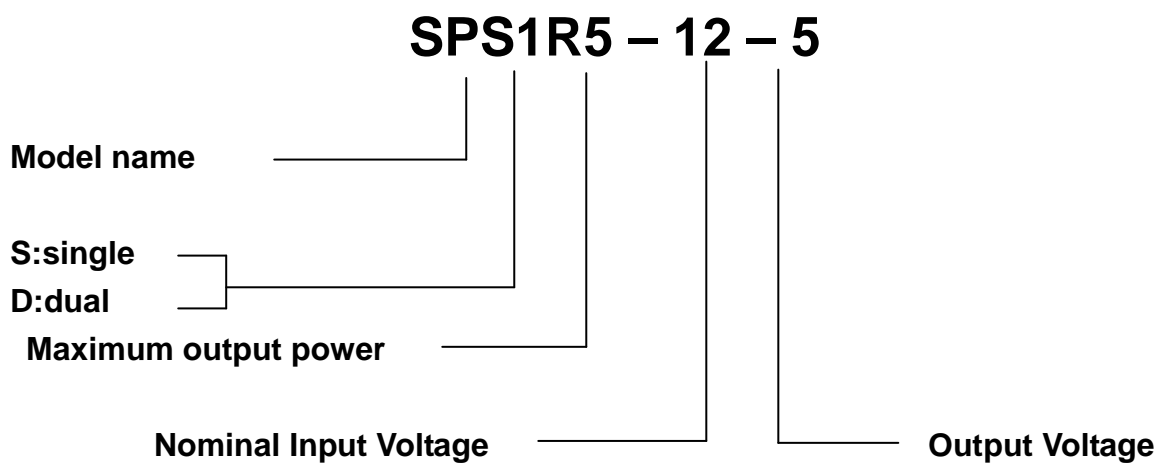 SPS1R5 – 12 – 5
Model name
S:single
D:dual
Maximum output power
Nominal Input Voltage
Output Voltage